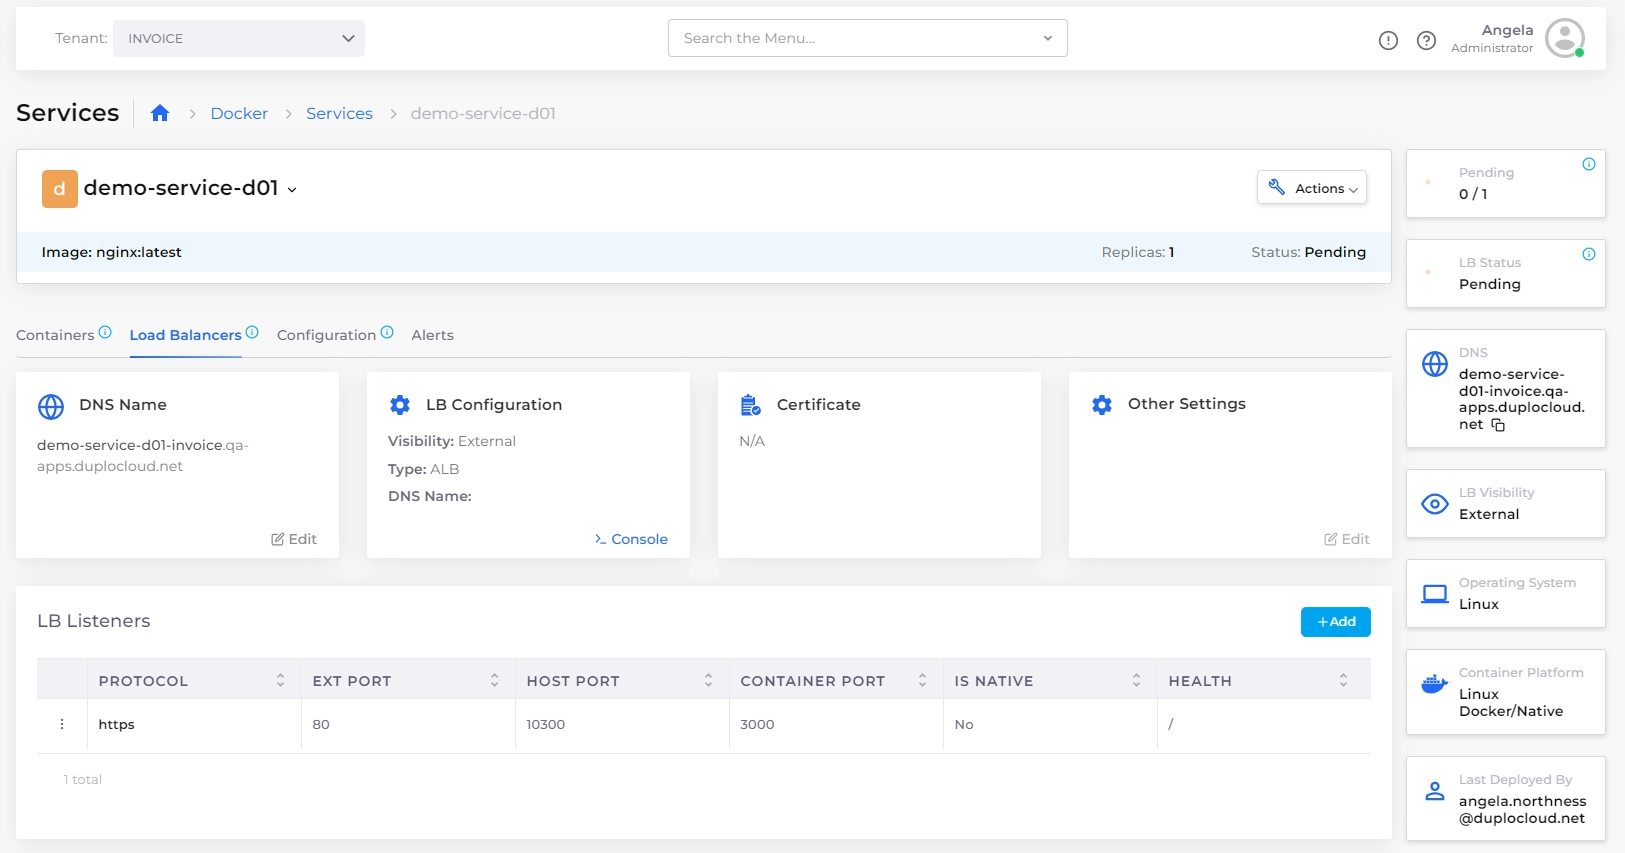 Tenant: INVOICE
Search the Menu...
Angela
Administrator
Services
Docker
Services
demo-service-d01
d demo-service-d01
Actions
Image: nginx:latest
Replicas: 1
Status: Pending
Containers
Load Balancers
Configuration
Alerts
DNS Name
demo-service-d01-invoice.qa-
apps.duplocloud.net
Edit
LB Configuration
Visibility: External
Type: ALB
DNS Name:
Console
Certificate
N/A
Other Settings
Edit
LB Listeners
+Add
PROTOCOL EXT PORT HOST PORT CONTAINER PORT IS NATIVE HEALTH
https 80 10300 3000 No /
1 total
Pending
0 / 1
LB Status
Pending
DNS
demo-service-
d01-invoice.qa-
apps.duplocloud.
net
LB Visibility
External
Operating System
Linux
Container Platform
Linux
Docker/Native
Last Deployed By
angela.northness
@duplocloud.net